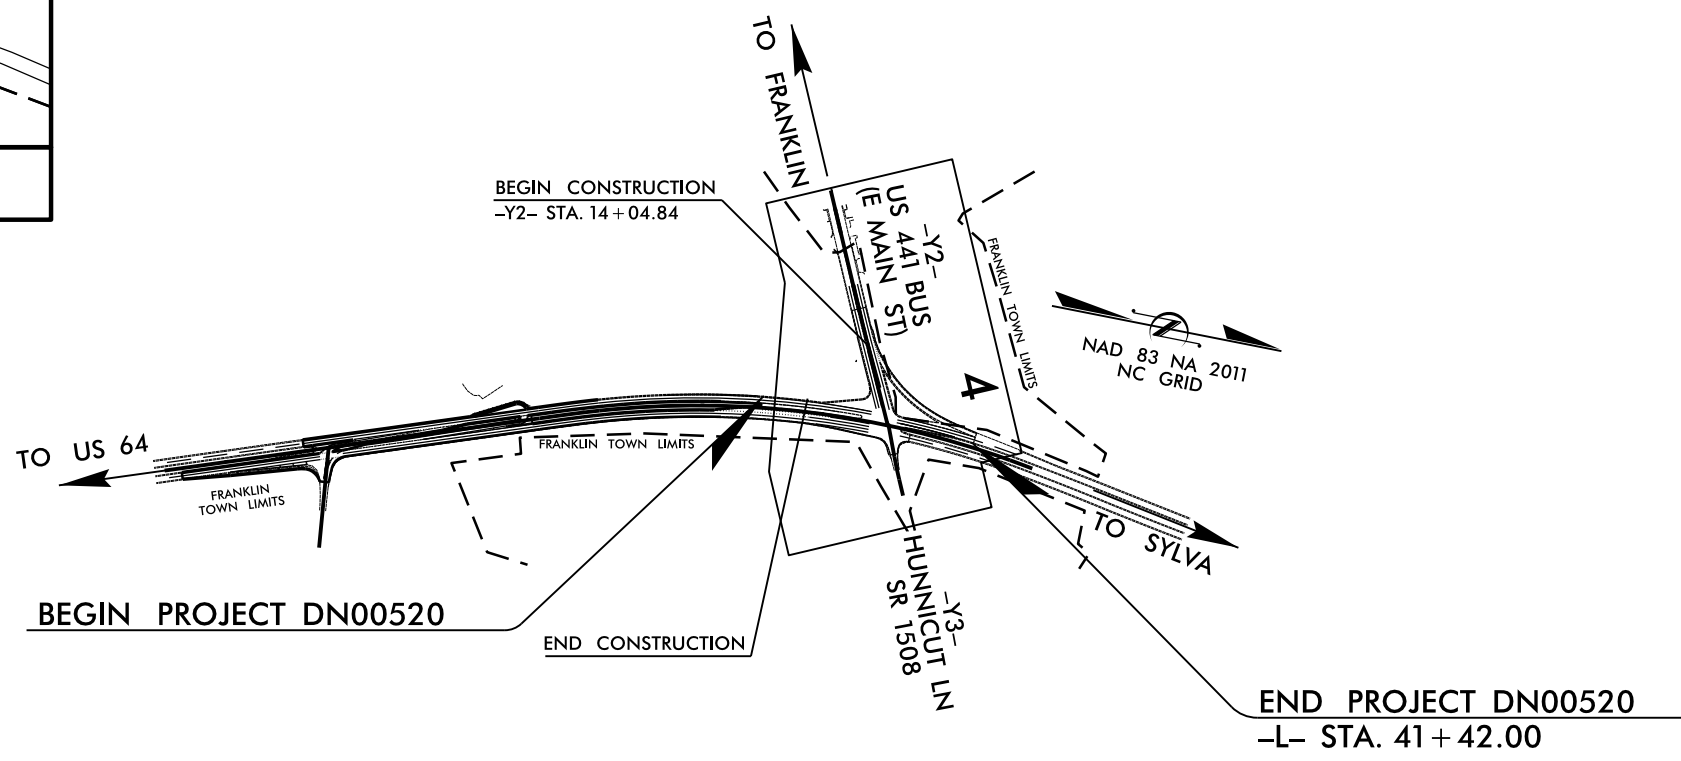 TO FRANKLIN
BEGIN CONSTRUCTION
–Y2– STA. 14+04.84
–Y2–
US 441 BUS
(E MAIN ST)
FRANKLIN TOWN LIMITS
NAD 83 NA 2011
NC GRID
4
TO US 64
FRANKLIN
TOWN LIMITS
FRANKLIN TOWN LIMITS
TO SYLVA
BEGIN PROJECT DN00520
END CONSTRUCTION
–Y3–
HUNNICUT LN
SR 1508
END PROJECT DN00520
–L– STA. 41+42.00